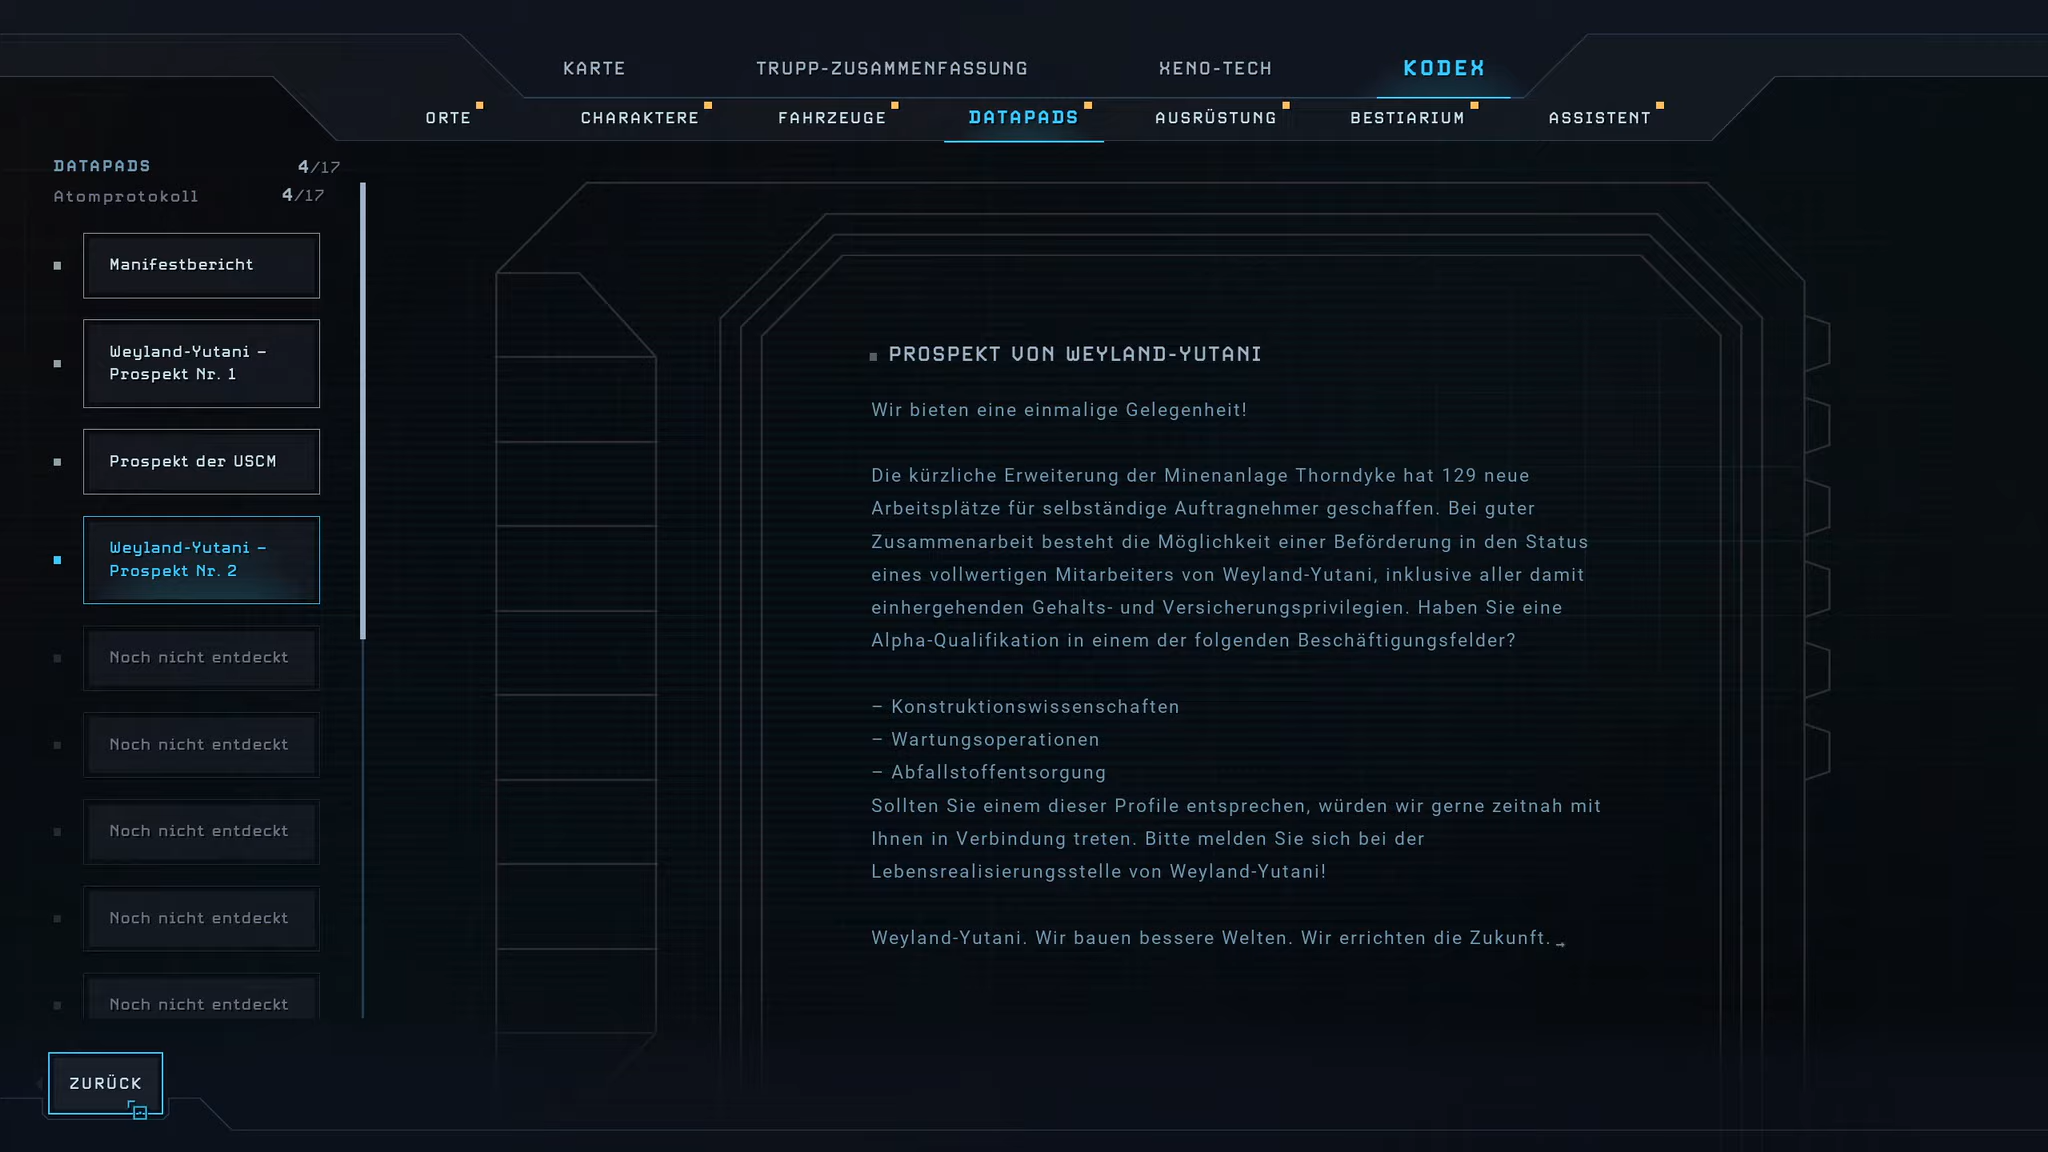 KARTE
TRUPP-ZUSAMMENFASSUNG
XENO-TECH
KODEX
ORTE
CHARAKTERE
FAHRZEUGE
DATAPADS
AUSRÜSTUNG
BESTIARIUM
ASSISTENT
DATAPADS 4/17
Atomprotokoll 4/17
Manifestbericht
Weyland-Yutani –
Prospekt Nr. 1
Prospekt der USCM
Weyland-Yutani –
Prospekt Nr. 2
Noch nicht entdeckt
Noch nicht entdeckt
Noch nicht entdeckt
Noch nicht entdeckt
Noch nicht entdeckt
PROSPEKT VON WEYLAND-YUTANI
Wir bieten eine einmalige Gelegenheit!
Die kürzliche Erweiterung der Minenanlage Thorndyke hat 129 neue
Arbeitsplätze für selbständige Auftragnehmer geschaffen. Bei guter
Zusammenarbeit besteht die Möglichkeit einer Beförderung in den Status
eines vollwertigen Mitarbeiters von Weyland-Yutani, inklusive aller damit
einhergehenden Gehalts- und Versicherungsprivilegien. Haben Sie eine
Alpha-Qualifikation in einem der folgenden Beschäftigungsfelder?
– Konstruktionswissenschaften
– Wartungsoperationen
– Abfallstoffentsorgung
Sollten Sie einem dieser Profile entsprechen, würden wir gerne zeitnah mit
Ihnen in Verbindung treten. Bitte melden Sie sich bei der
Lebensrealisierungsstelle von Weyland-Yutani!
Weyland-Yutani. Wir bauen bessere Welten. Wir errichten die Zukunft.
ZURÜCK